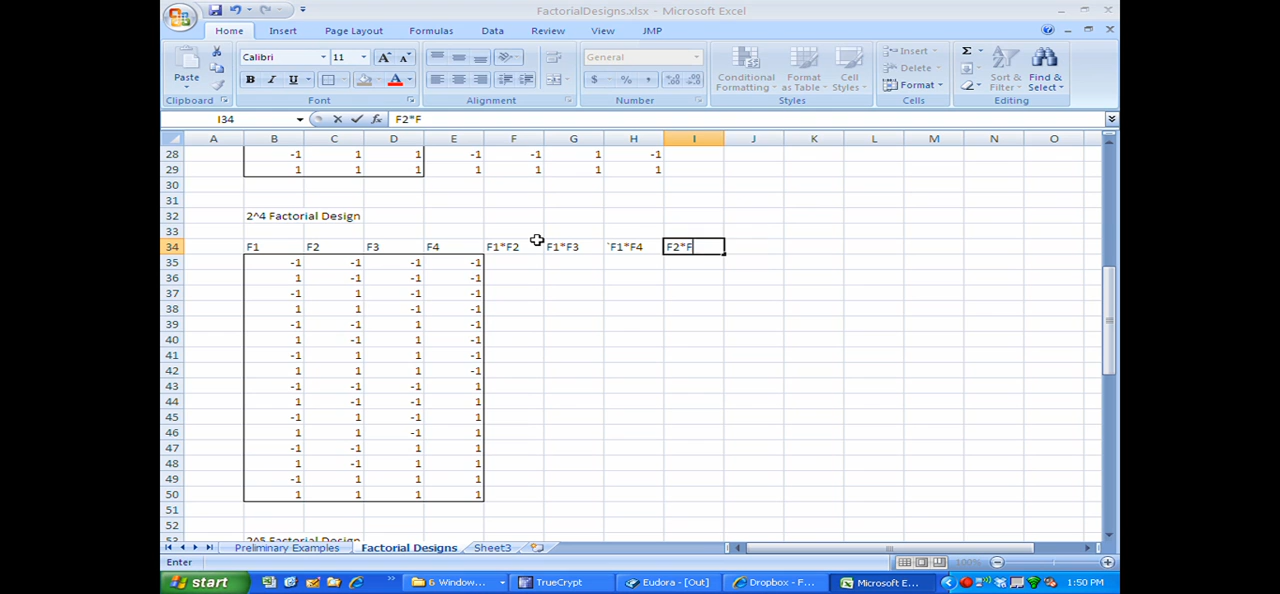 FactorialDesigns.xlsx - Microsoft Excel
Home Insert Page Layout Formulas Data Review View JMP
Paste Calibri 11 General Conditional Formatting Format as Table Cell Styles Insert Delete Format Sort & Filter Find & Select
Clipboard Font Alignment Number Styles Cells Editing
I34 F2*F
A B C D E F G H I J K L M N O
28 -1 1 1 -1 -1 1 -1
29 1 1 1 1 1 1 1
30
31
32 2^4 Factorial Design
33
34 F1 F2 F3 F4 F1*F2 F1*F3 `F1*F4 F2*F
35 -1 -1 -1 -1
36 1 -1 -1 -1
37 -1 1 -1 -1
38 1 1 -1 -1
39 -1 -1 1 -1
40 1 -1 1 -1
41 -1 1 1 -1
42 1 1 1 -1
43 -1 -1 -1 1
44 1 -1 -1 1
45 -1 1 -1 1
46 1 1 -1 1
47 -1 -1 1 1
48 1 -1 1 1
49 -1 1 1 1
50 1 1 1 1
51
52
53 2^5 Factorial Design
Preliminary Examples Factorial Designs Sheet3
Enter 100%
start 6 Window... TrueCrypt Eudora - [Out] Dropbox - F... Microsoft E... 1:50 PM